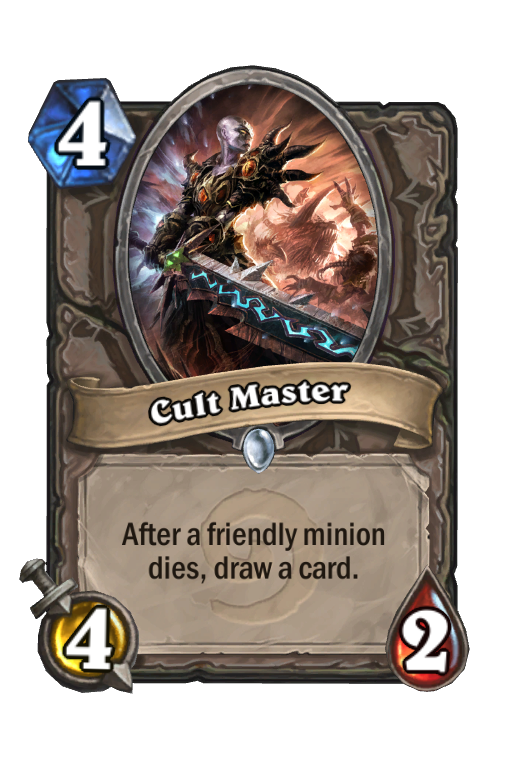 4
Cult Master
After a friendly minion
dies, draw a card.
4
2